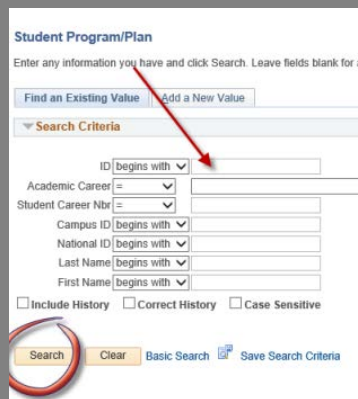 Student Program/Plan
Enter any information you have and click Search. Leave fields blank for
Find an Existing Value Add a New Value
Search Criteria
ID begins with
Academic Career =
Student Career Nbr =
Campus ID begins with
National ID begins with
Last Name begins with
First Name begins with
Include History Correct History Case Sensitive
Search Clear Basic Search Save Search Criteria